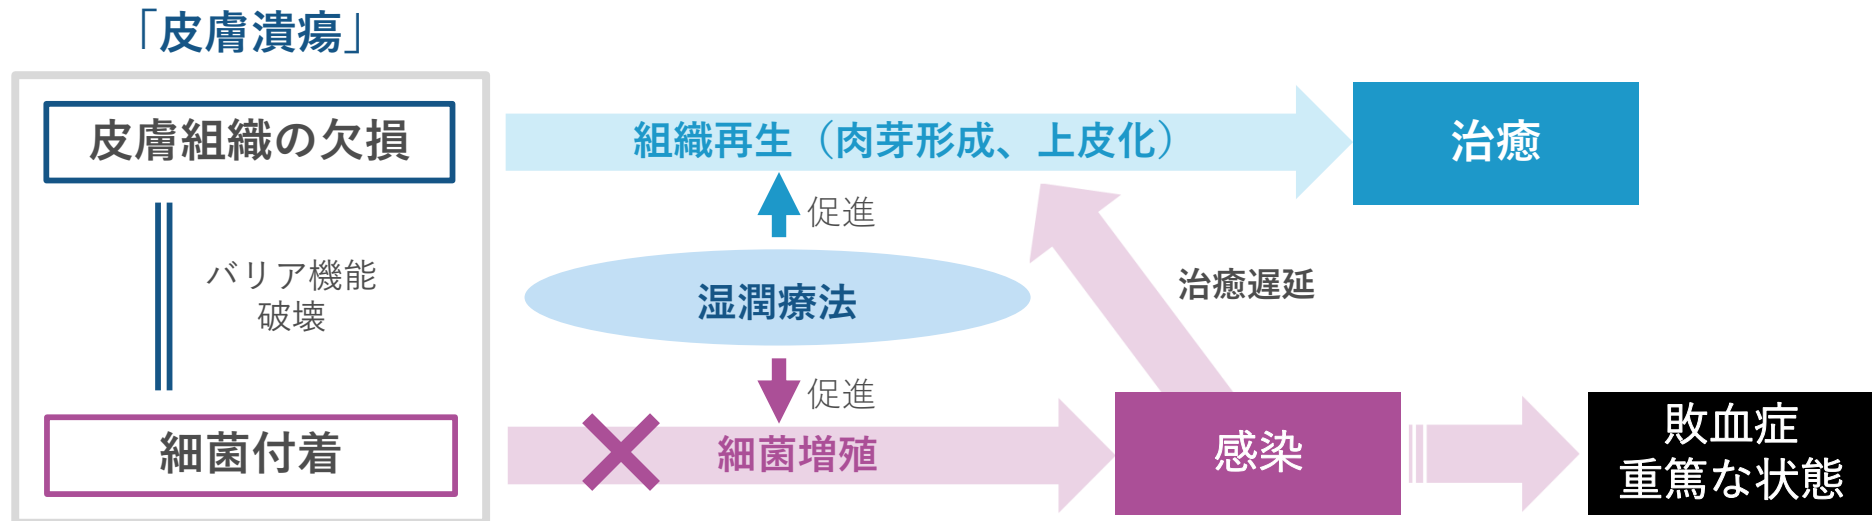 「皮膚潰瘍」
皮膚組織の欠損
組織再生（肉芽形成、上皮化）
治癒
促進
バリア機能
破壊
湿潤療法
治癒遅延
促進
細菌付着
細菌増殖
感染
敗血症
重篤な状態